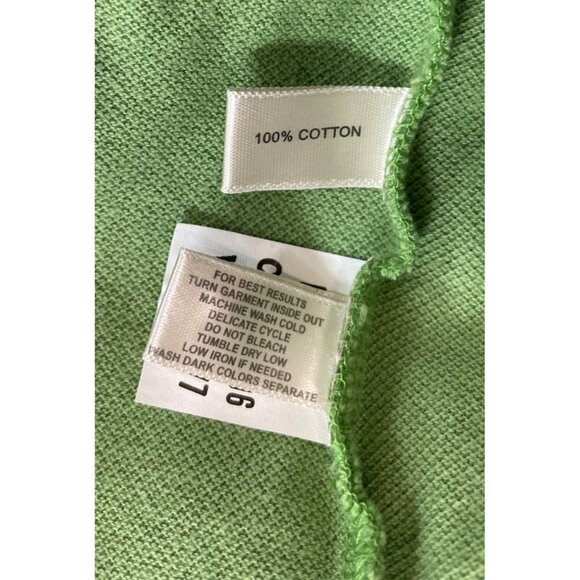 100% COTTON
FOR BEST RESULTS
TURN GARMENT INSIDE OUT
MACHINE WASH COLD
DELICATE CYCLE
DO NOT BLEACH
TUMBLE DRY LOW
LOW IRON IF NEEDED
WASH DARK COLORS SEPARATE